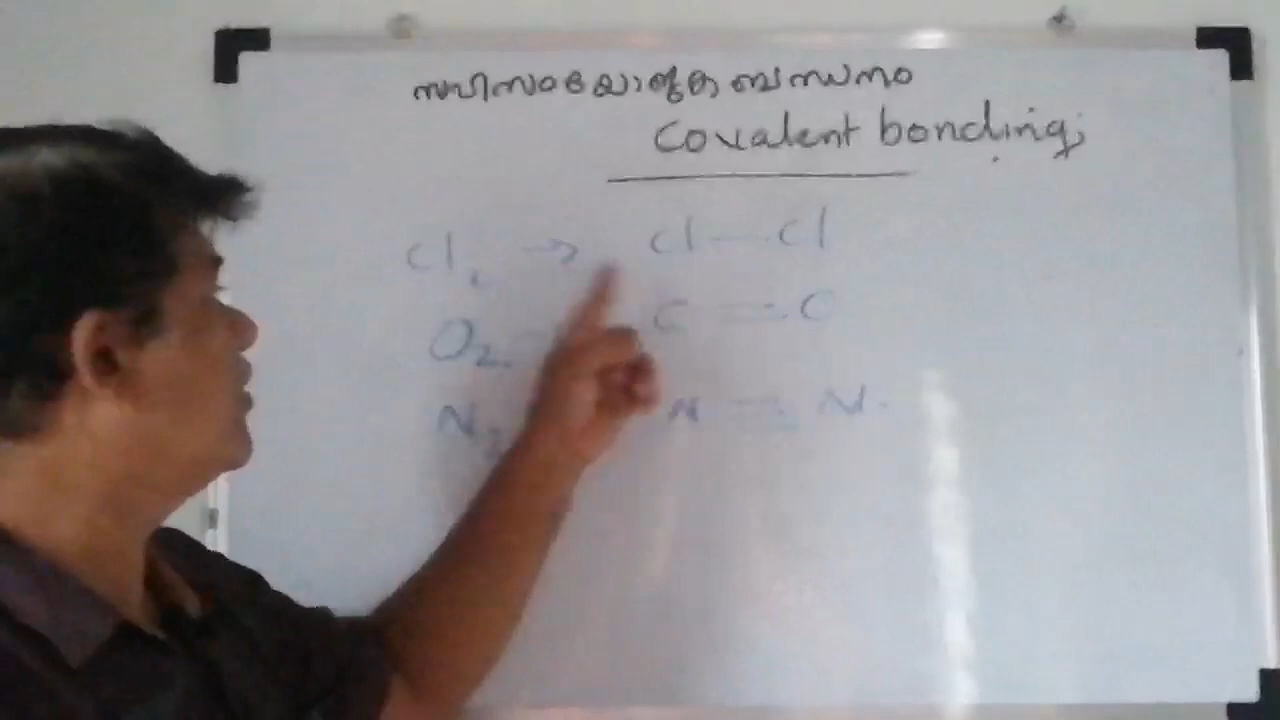 സഹസംയോജക ബന്ധനം
Covalent bonding
Cl₂ → Cl — Cl
O₂ = O
N₂ N ≡ N.